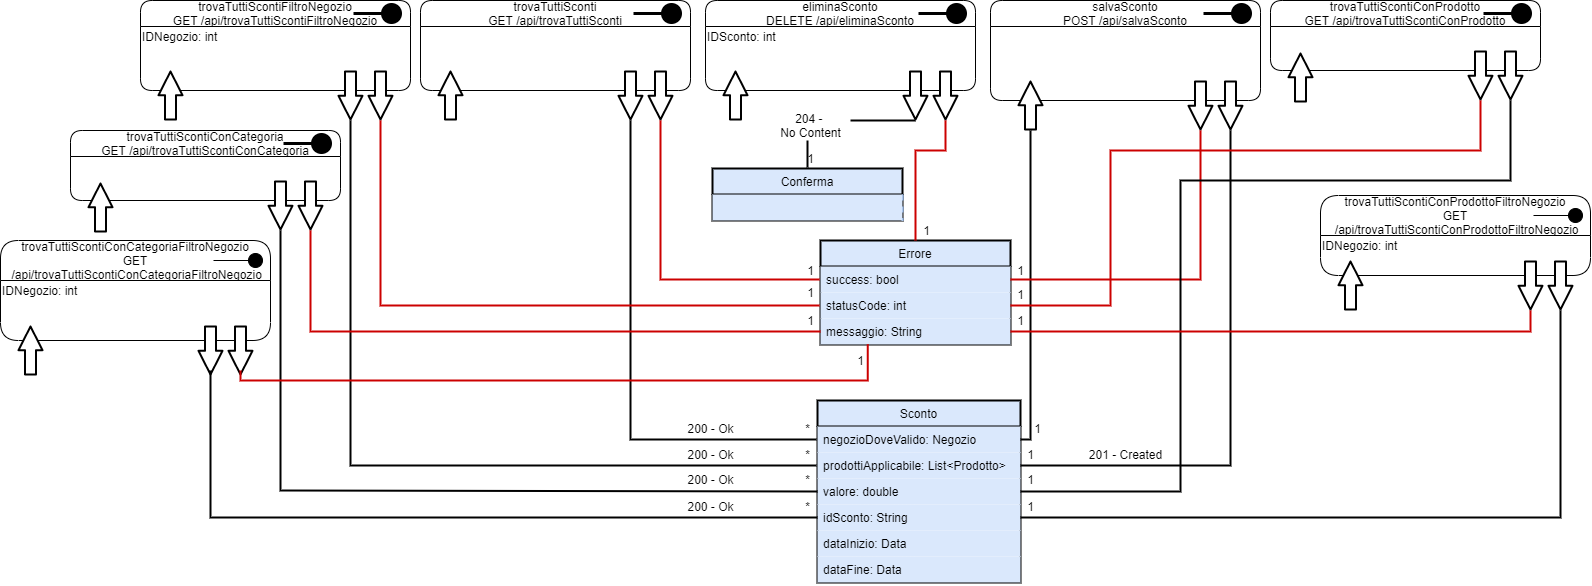 trovaTuttiScontiFiltroNegozio
GET /api/trovaTuttiScontiFiltroNegozio
IDNegozio: int
trovaTuttiSconti
GET /api/trovaTuttiSconti
eliminaSconto
DELETE /api/eliminaSconto
IDSconto: int
salvaSconto
POST /api/salvaSconto
trovaTuttiScontiConProdotto
GET /api/trovaTuttiScontiConProdotto
trovaTuttiScontiConCategoria
GET /api/trovaTuttiScontiConCategoria
204 -
No Content
1
Conferma
trovaTuttiScontiConProdottoFiltroNegozio
GET
/api/trovaTuttiScontiConProdottoFiltroNegozio
IDNegozio: int
trovaTuttiScontiConCategoriaFiltroNegozio
GET
/api/trovaTuttiScontiConCategoriaFiltroNegozio
IDNegozio: int
1
Errore
1
success: bool
1
1
statusCode: int
1
1
messaggio: String
1
1
Sconto
200 - Ok
*
negozioDoveValido: Negozio
1
200 - Ok
*
prodottiApplicabile: List<Prodotto>
1
201 - Created
200 - Ok
*
valore: double
1
200 - Ok
*
idSconto: String
1
dataInizio: Data
dataFine: Data